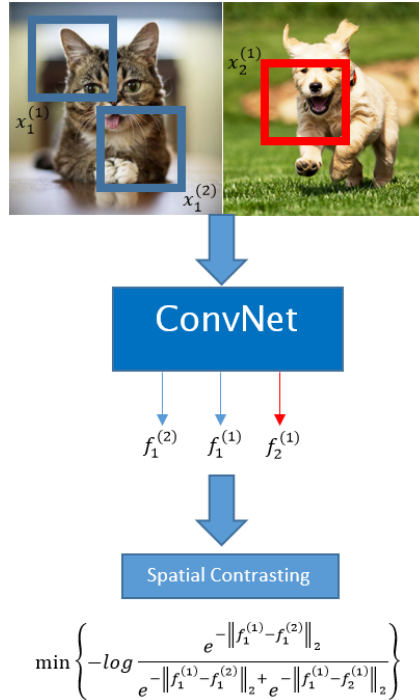 x_1^{(1)}
x_2^{(1)}
x_1^{(2)}
ConvNet
f_1^{(2)} f_1^{(1)} f_2^{(1)}
Spatial Contrasting
min { -log \frac{e^{-‖f_1^{(1)}-f_1^{(2)}‖_2}}{e^{-‖f_1^{(1)}-f_1^{(2)}‖_2}+e^{-‖f_1^{(1)}-f_2^{(1)}‖_2}} }